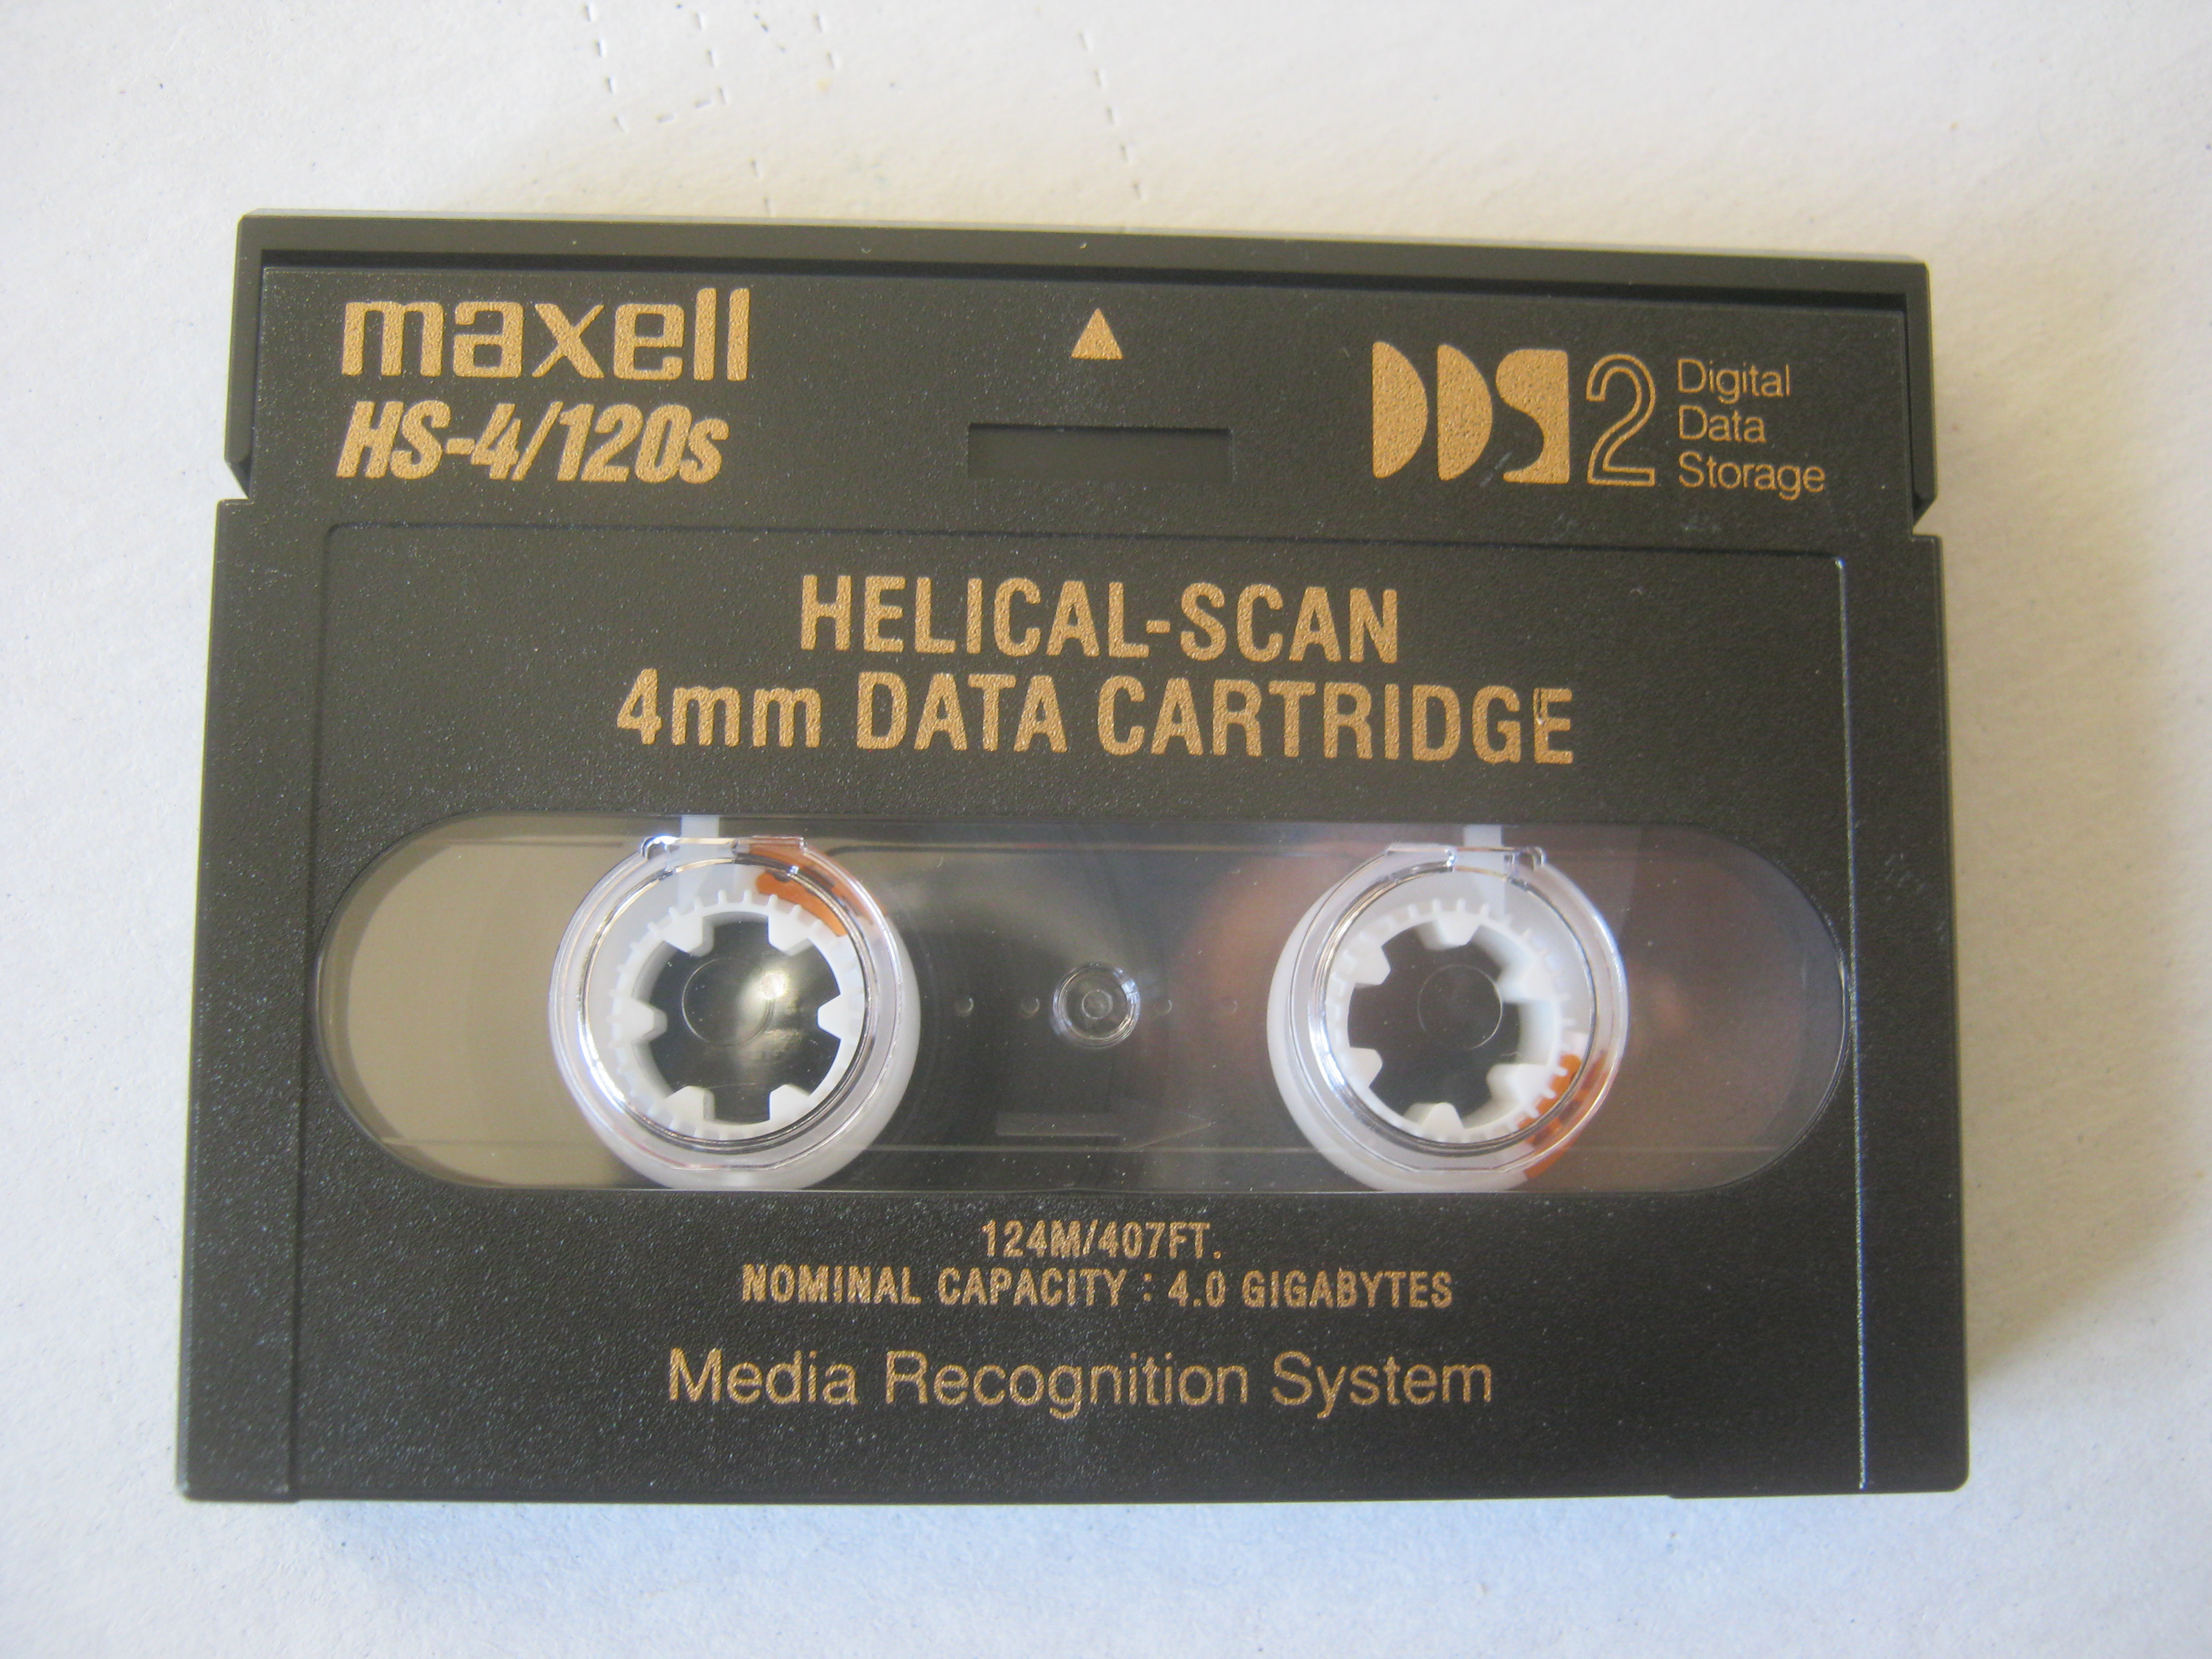 maxell
HS-4/120s
DDS 2
Digital
Data
Storage
HELICAL-SCAN
4mm DATA CARTRIDGE
124M/407FT.
NOMINAL CAPACITY : 4.0 GIGABYTES
Media Recognition System